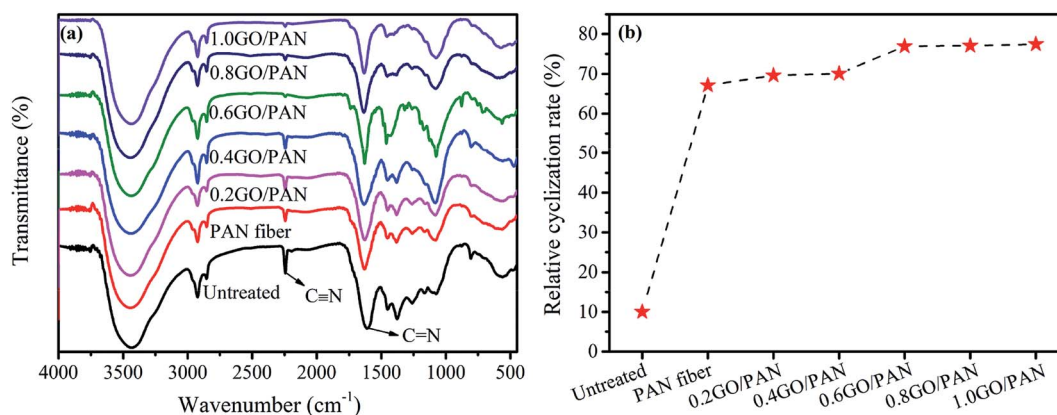 (a)
1.0GO/PAN
0.8GO/PAN
0.6GO/PAN
0.4GO/PAN
0.2GO/PAN
PAN fiber
Untreated
C≡N
C=N
Transmittance (%)
4000 3500 3000 2500 2000 1500 1000 500
Wavenumber (cm⁻¹)
(b)
Relative cyclization rate (%)
80
70
60
50
40
30
20
10
0
Untreated
PAN fiber
0.2GO/PAN
0.4GO/PAN
0.6GO/PAN
0.8GO/PAN
1.0GO/PAN